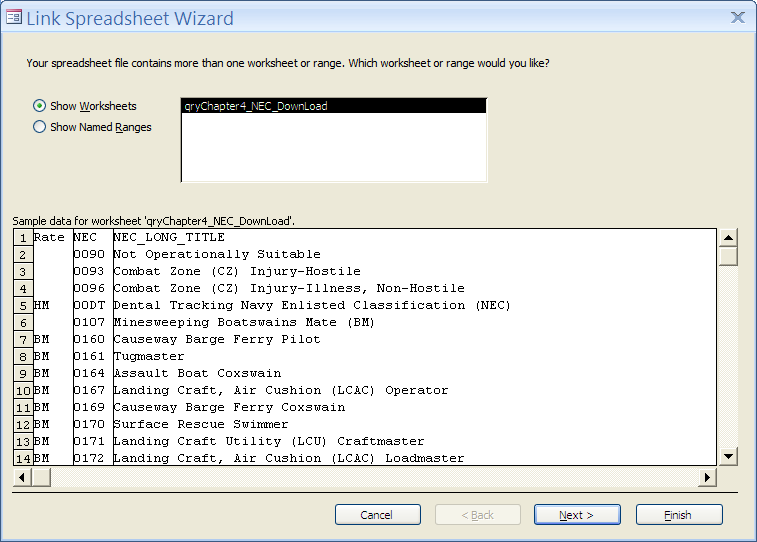 Link Spreadsheet Wizard
Your spreadsheet file contains more than one worksheet or range. Which worksheet or range would you like?
Show Worksheets
Show Named Ranges
qryChapter4_NEC_DownLoad
Sample data for worksheet 'qryChapter4_NEC_DownLoad'.
1 Rate NEC NEC_LONG_TITLE
2 0090 Not Operationally Suitable
3 0093 Combat Zone (CZ) Injury-Hostile
4 0096 Combat Zone (CZ) Injury-Illness, Non-Hostile
5 HM 00DT Dental Tracking Navy Enlisted Classification (NEC)
6 0107 Minesweeping Boatswains Mate (BM)
7 BM 0160 Causeway Barge Ferry Pilot
8 BM 0161 Tugmaster
9 BM 0164 Assault Boat Coxswain
10 BM 0167 Landing Craft, Air Cushion (LCAC) Operator
11 BM 0169 Causeway Barge Ferry Coxswain
12 BM 0170 Surface Rescue Swimmer
13 BM 0171 Landing Craft Utility (LCU) Craftmaster
14 BM 0172 Landing Craft, Air Cushion (LCAC) Loadmaster
Cancel < Back Next > Finish